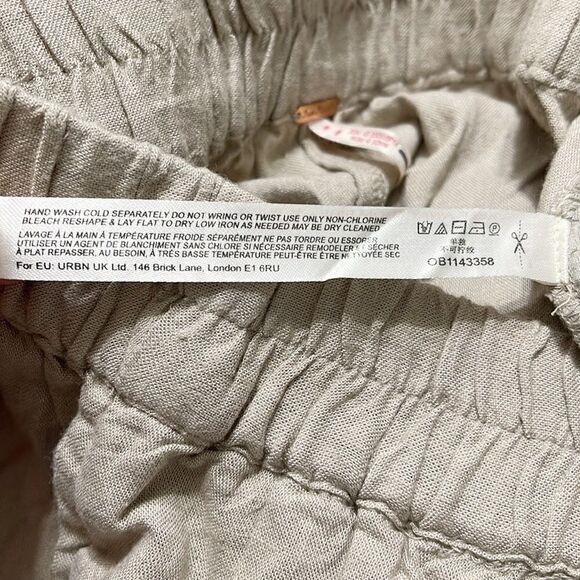 HAND WASH COLD SEPARATELY DO NOT WRING OR TWIST USE ONLY NON-CHLORINE
BLEACH RESHAPE & LAY FLAT TO DRY LOW IRON AS NEEDED MAY BE DRY CLEANED
LAVAGE À LA MAIN À TEMPÉRATURE FROIDE SÉPARÉMENT NE PAS TORDRE OU ESSORER
UTILISER UN AGENT DE BLANCHIMENT SANS CHLORE SI NÉCESSAIRE REMODELER ET SÉCHER
À PLAT REPASSER, AU BESOIN, À TRÈS BASSE TEMPÉRATURE PEUT-ÊTRE ÊTRE NETTOYÉE SEC
For EU: URBN UK Ltd. 146 Brick Lane, London E1 6RU
单独
不可拧绞
OB1143358